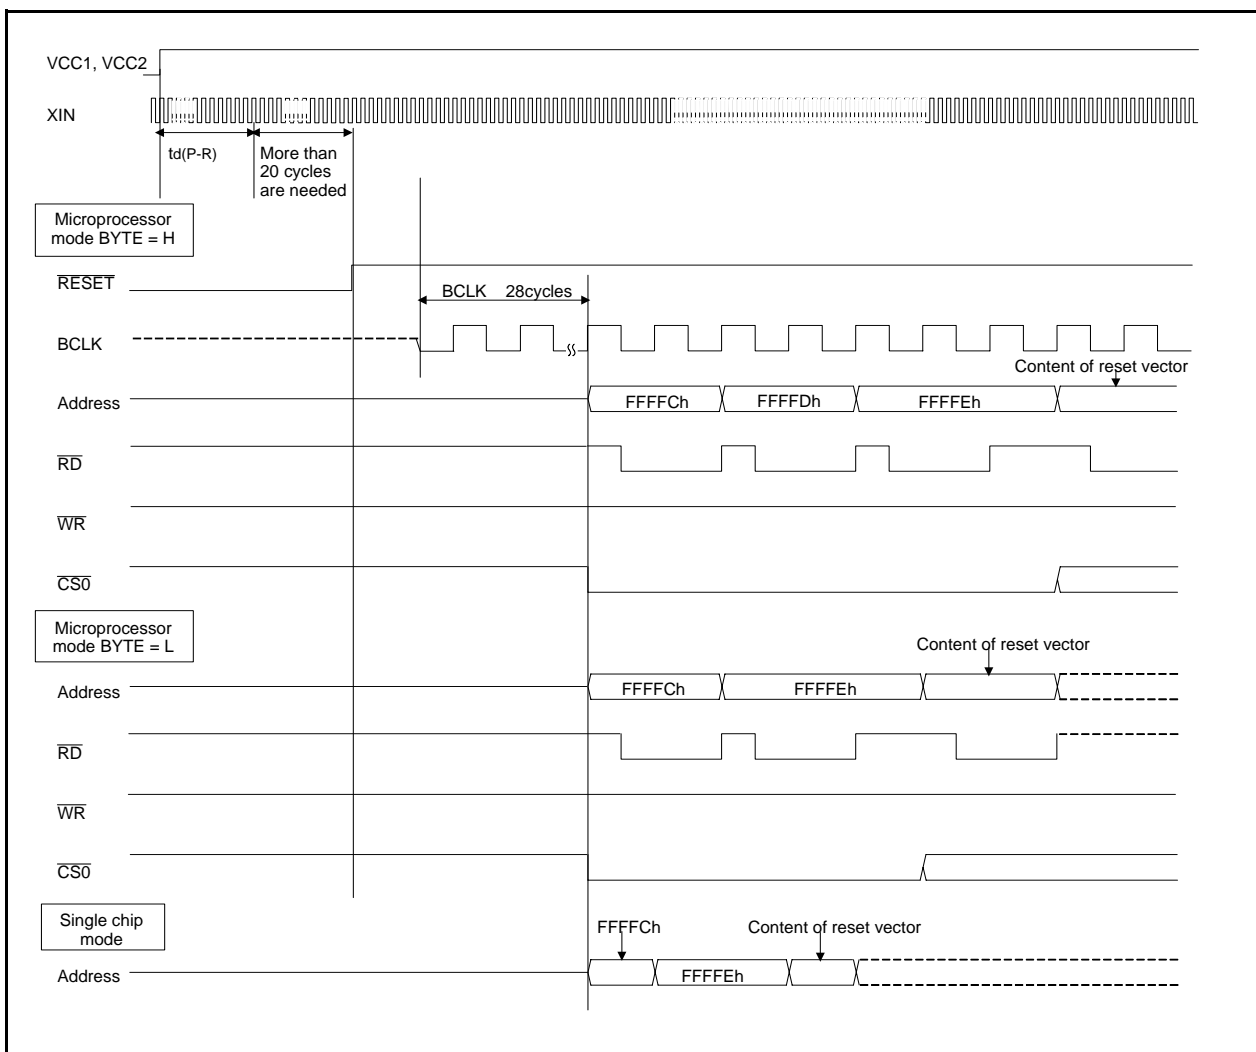 VCC1, VCC2
XIN
td(P-R)
More than
20 cycles
are needed
Microprocessor
mode BYTE = H
RESET
BCLK 28cycles
BCLK
Content of reset vector
Address
FFFFCh
FFFFDh
FFFFEh
RD
WR
CS0
Microprocessor
mode BYTE = L
Content of reset vector
Address
FFFFCh
FFFFEh
RD
WR
CS0
Single chip
mode
FFFFCh
Content of reset vector
Address
FFFFEh